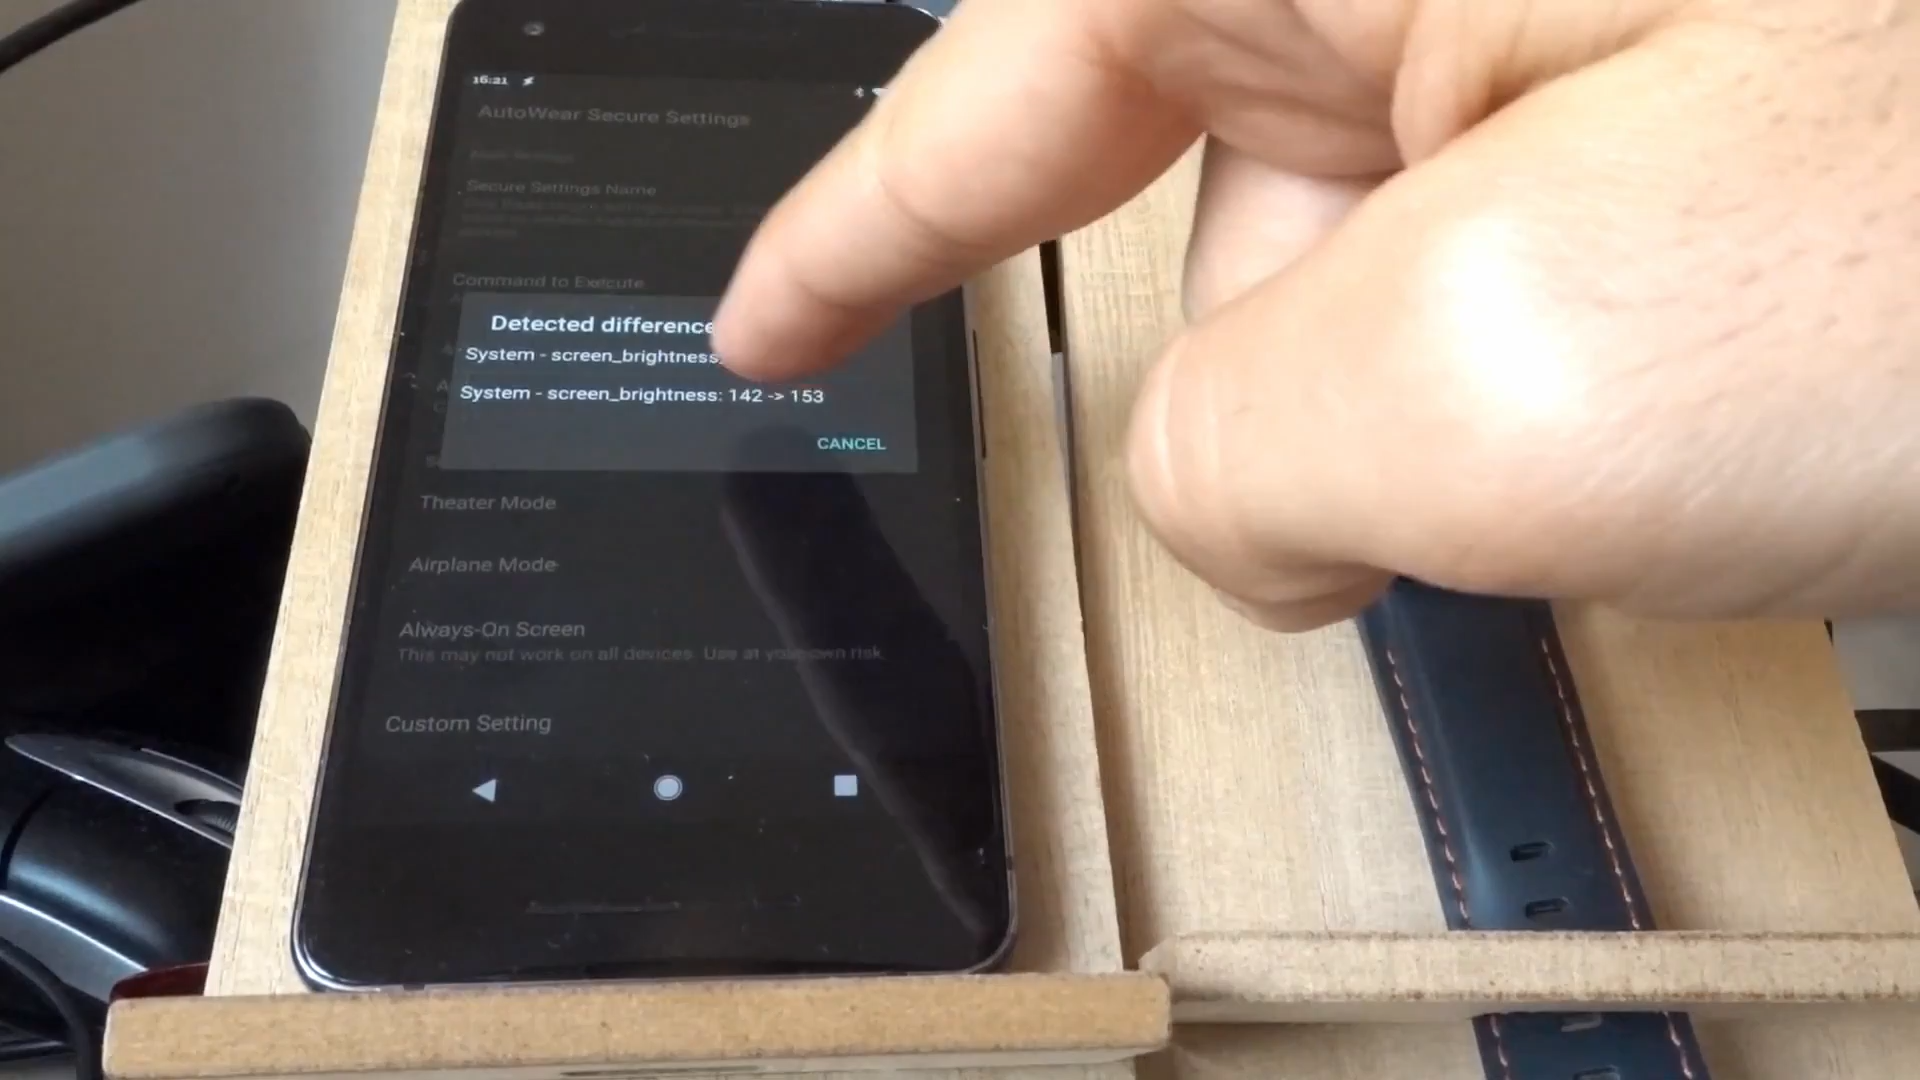 16:21
AutoWear Secure Settings
Secure Settings Name
Command to Execute
Detected difference
System - screen_brightness:
System - screen_brightness: 142 -> 153
CANCEL
Theater Mode
Airplane Mode
Always-On Screen
This may not work on all devices. Use at your own risk.
Custom Setting